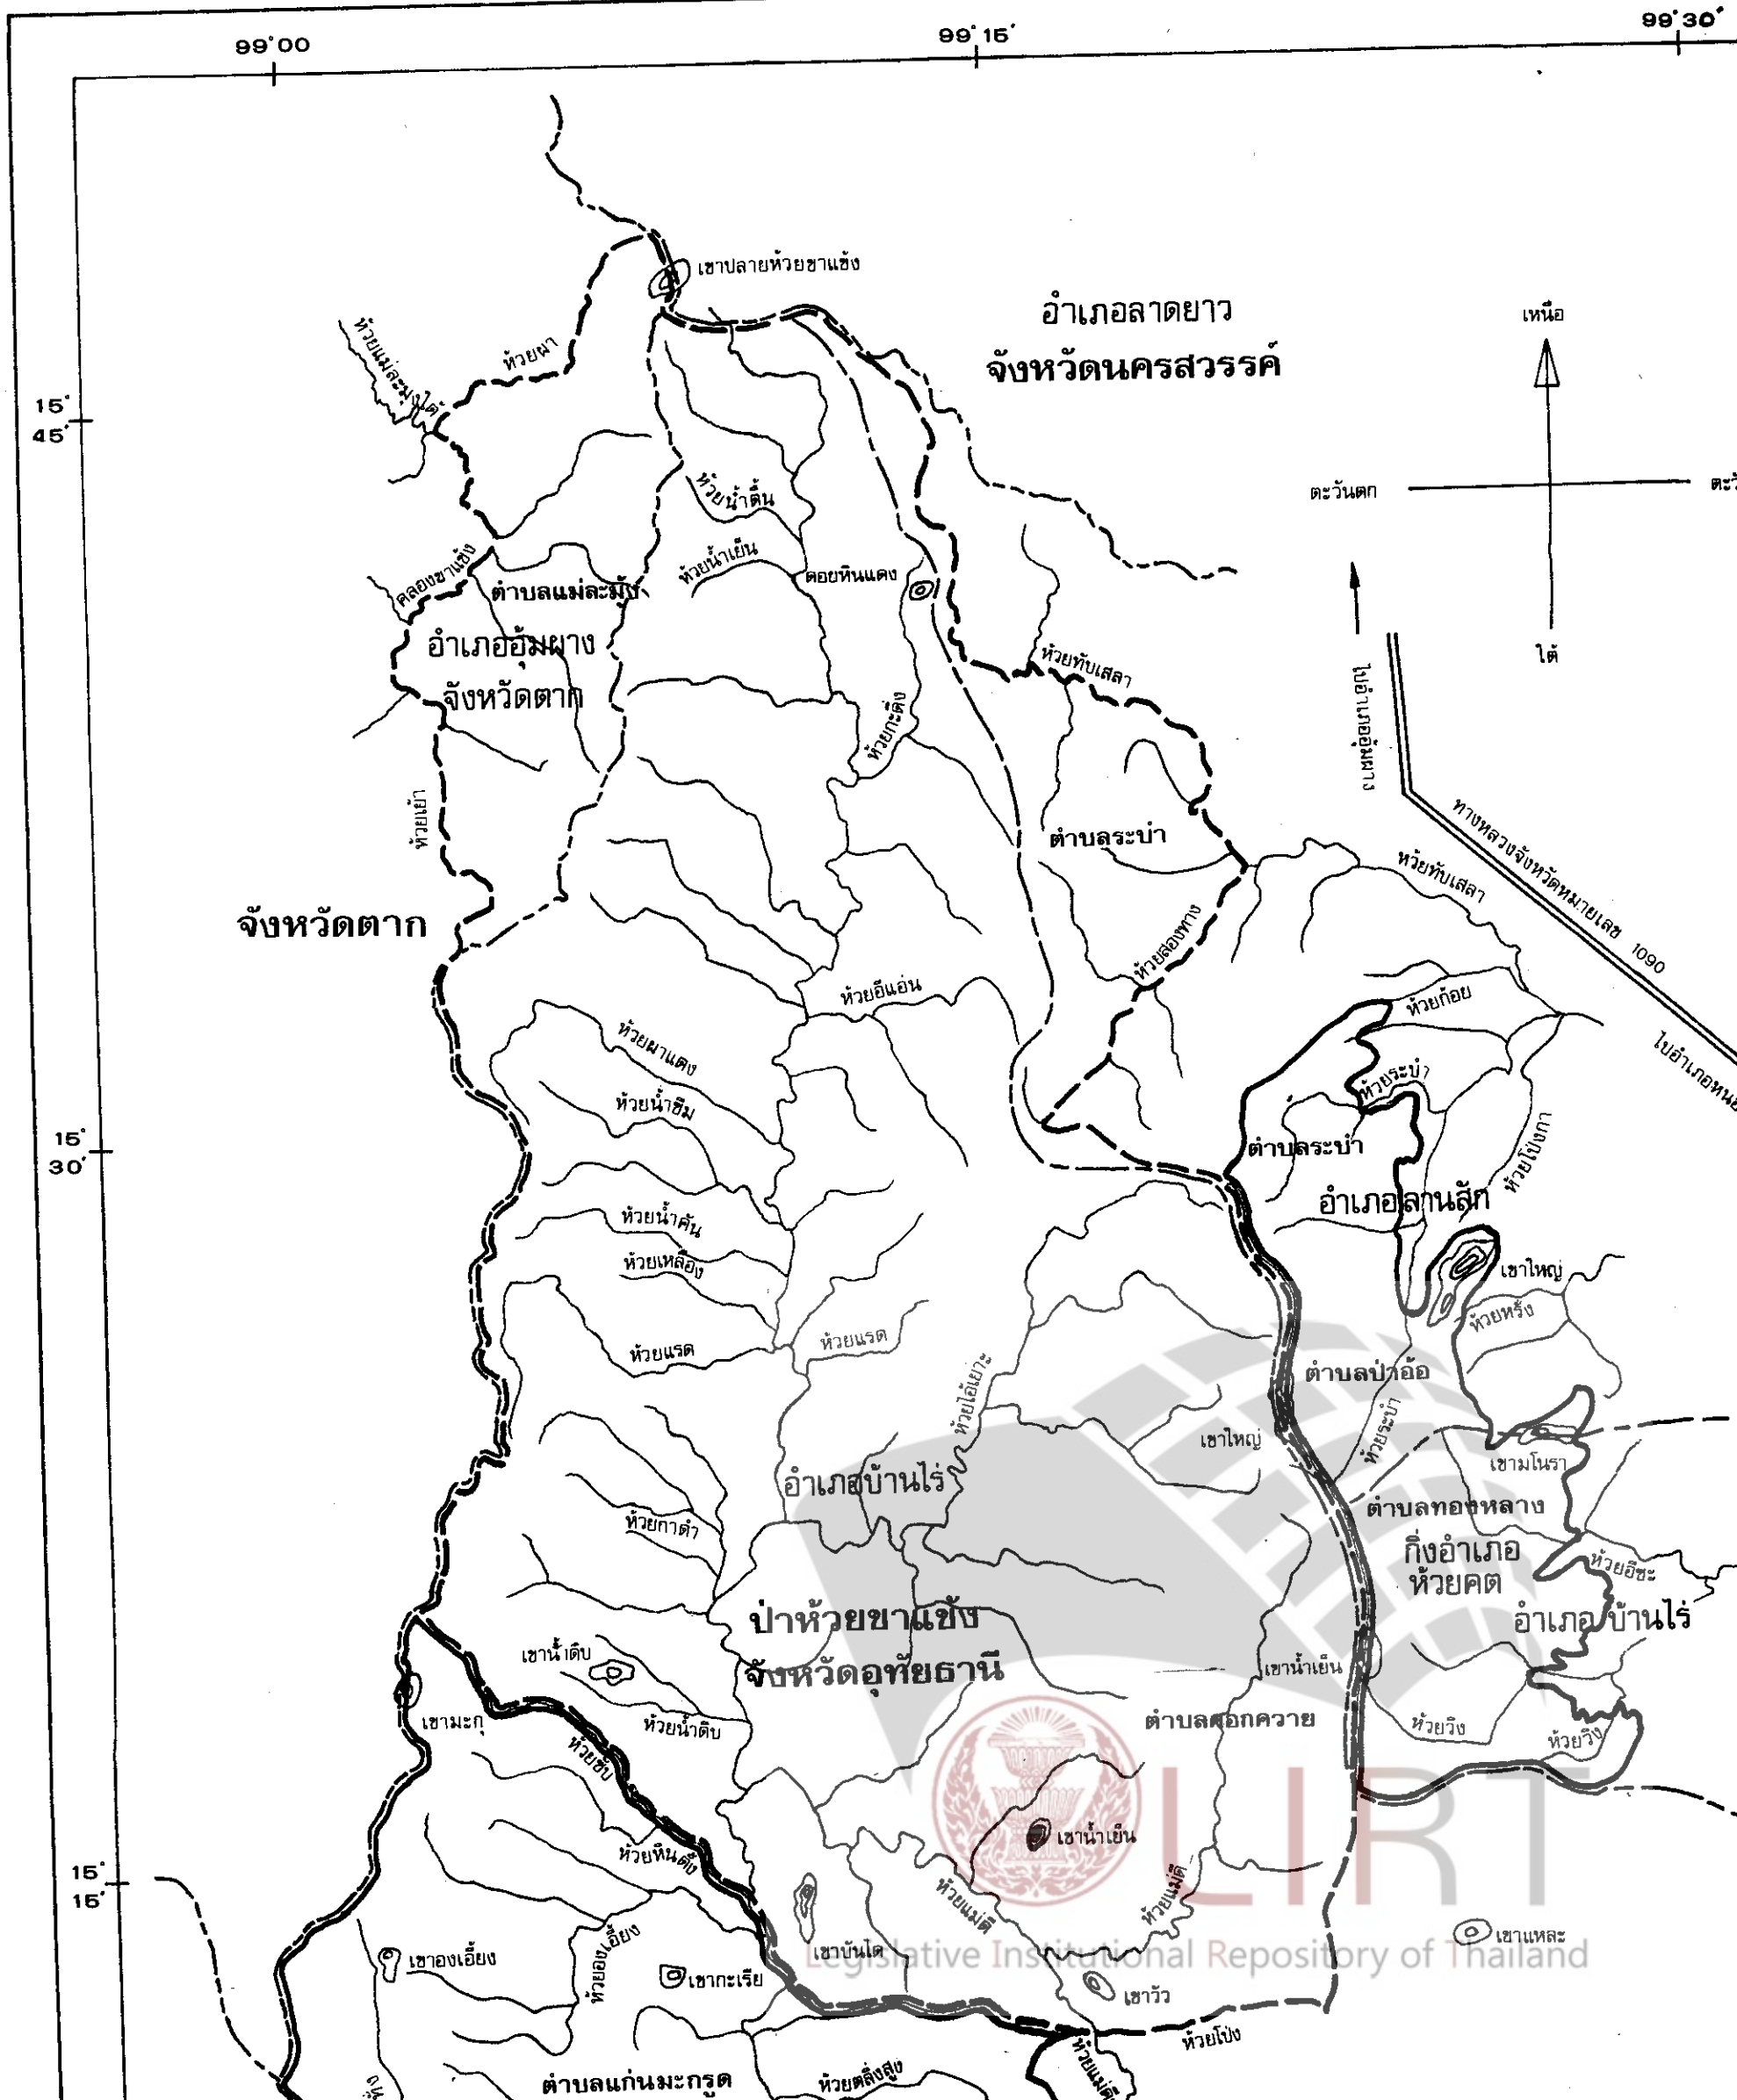 99°00
99°15'
99°30'
เขาปลายห้วยขาแข้ง
อำเภอลาดยาว
จังหวัดนครสวรรค์
เหนือ
ห้วยแม่ละมุ้งใต้
ห้วยผา
15°
45'
ตะวันตก
ห้วยน้ำตื้น
ห้วยน้ำเย็น
ดอยหินแดง
คลองขาแข้ง
ตำบลแม่ละมุ้ง
อำเภออุ้มผาง
จังหวัดตาก
ใต้
ห้วยทับเสลา
ไปอำเภออุ้มผาง
ห้วยกะดิ่ง
ห้วยเย้า
ตำบลระบำ
ทางหลวงจังหวัดหมายเลข 1090
ห้วยทับเสลา
จังหวัดตาก
ห้วยสองทาง
ห้วยอีแอ่น
ห้วยก้อย
ห้วยผาแดง
ห้วยระบำ
ห้วยน้ำซึม
15°
30'
ตำบลระบำ
ห้วยโป่งกา
อำเภอลานสัก
ห้วยน้ำคัน
ห้วยเหลือง
เขาใหญ่
ห้วยหรั่ง
ห้วยแรด
ห้วยแรด
ห้วยไอ้เยาะ
ตำบลป่าอ้อ
ห้วยระบำ
เขาใหญ่
เขามโนรา
อำเภอบ้านไร่
ตำบลทองหลาง
ห้วยกาดำ
กิ่งอำเภอ
ห้วยคต
ห้วยอีซะ
ป่าห้วยขาแข้ง
จังหวัดอุทัยธานี
อำเภอบ้านไร่
เขาน้ำดิบ
เขาน้ำเย็น
เขามะกุ
ห้วยน้ำดิบ
ตำบลคอกควาย
ห้วยวิง
ห้วยวิง
LIRT
เขาน้ำเย็น
ห้วยหินตั้ง
15°
15'
ห้วยแม่ดี
ห้วยแม่ดี
เขาบันได
เขาแหละ
Legislative Institutional Repository of Thailand
เขาองเอี้ยง
ห้วยองเอี้ยง
เขากะเรีย
เขาวัว
ห้วยโป่ง
ห้วยแม่ดี
ตำบลแก่นมะกรูด
ห้วยตลิ่งสูง